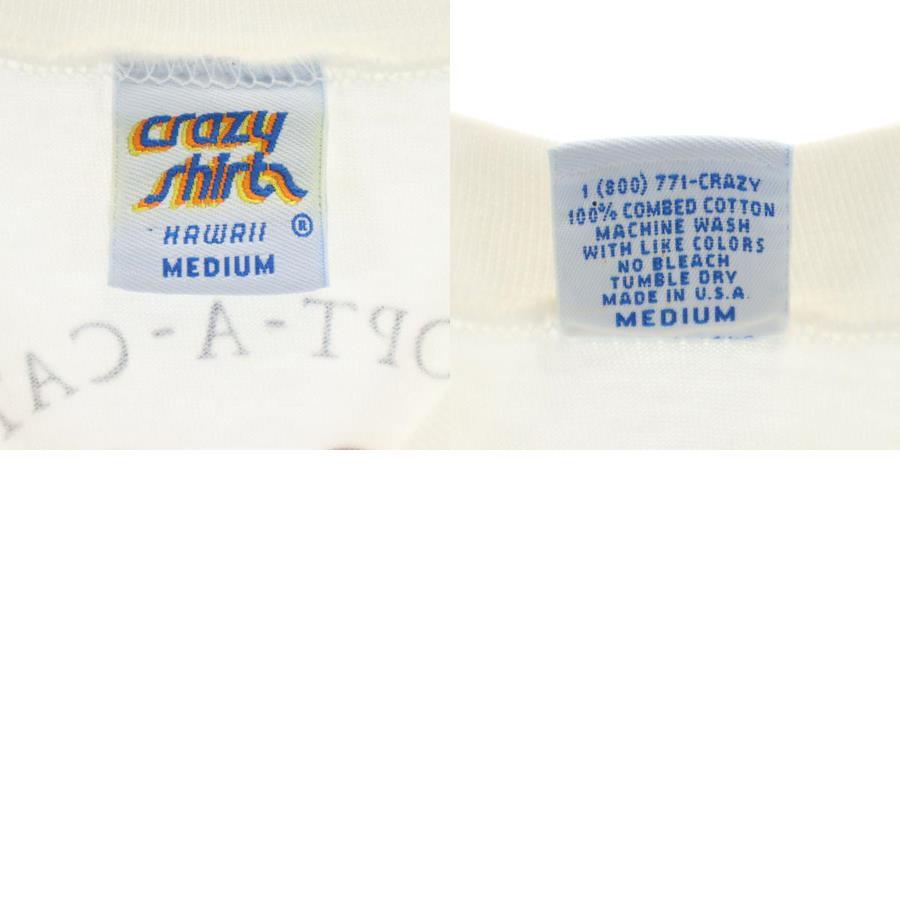 crazy
shirts
HAWAII ®
MEDIUM
OPT-A-CA
1 (800) 771-CRAZY
100% COMBED COTTON
MACHINE WASH
WITH LIKE COLORS
NO BLEACH
TUMBLE DRY
MADE IN U.S.A.
MEDIUM